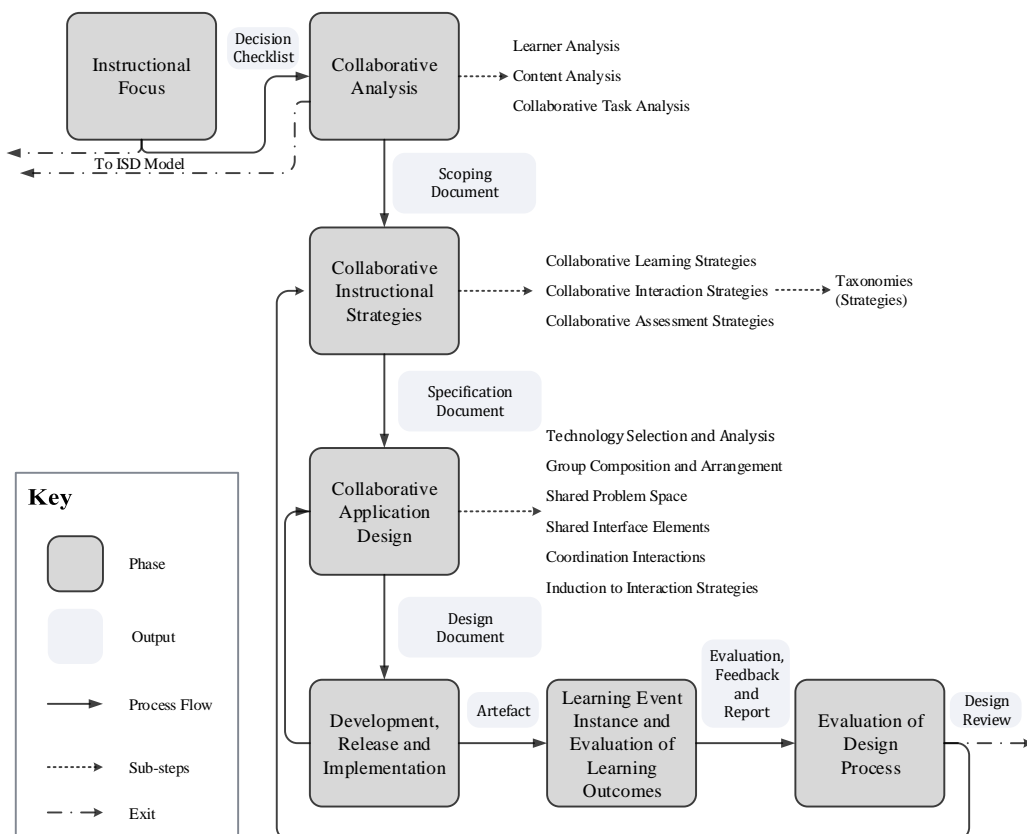 Instructional
Focus
Decision
Checklist
Collaborative
Analysis
Learner Analysis
Content Analysis
Collaborative Task Analysis
To ISD Model
Scoping
Document
Collaborative
Instructional
Strategies
Collaborative Learning Strategies
Collaborative Interaction Strategies
Collaborative Assessment Strategies
Taxonomies
(Strategies)
Specification
Document
Collaborative
Application
Design
Technology Selection and Analysis
Group Composition and Arrangement
Shared Problem Space
Shared Interface Elements
Coordination Interactions
Induction to Interaction Strategies
Design
Document
Development,
Release and
Implementation
Artefact
Learning Event
Instance and
Evaluation of
Learning
Outcomes
Evaluation,
Feedback
and
Report
Evaluation of
Design
Process
Design
Review
Key
Phase
Output
Process Flow
Sub-steps
Exit